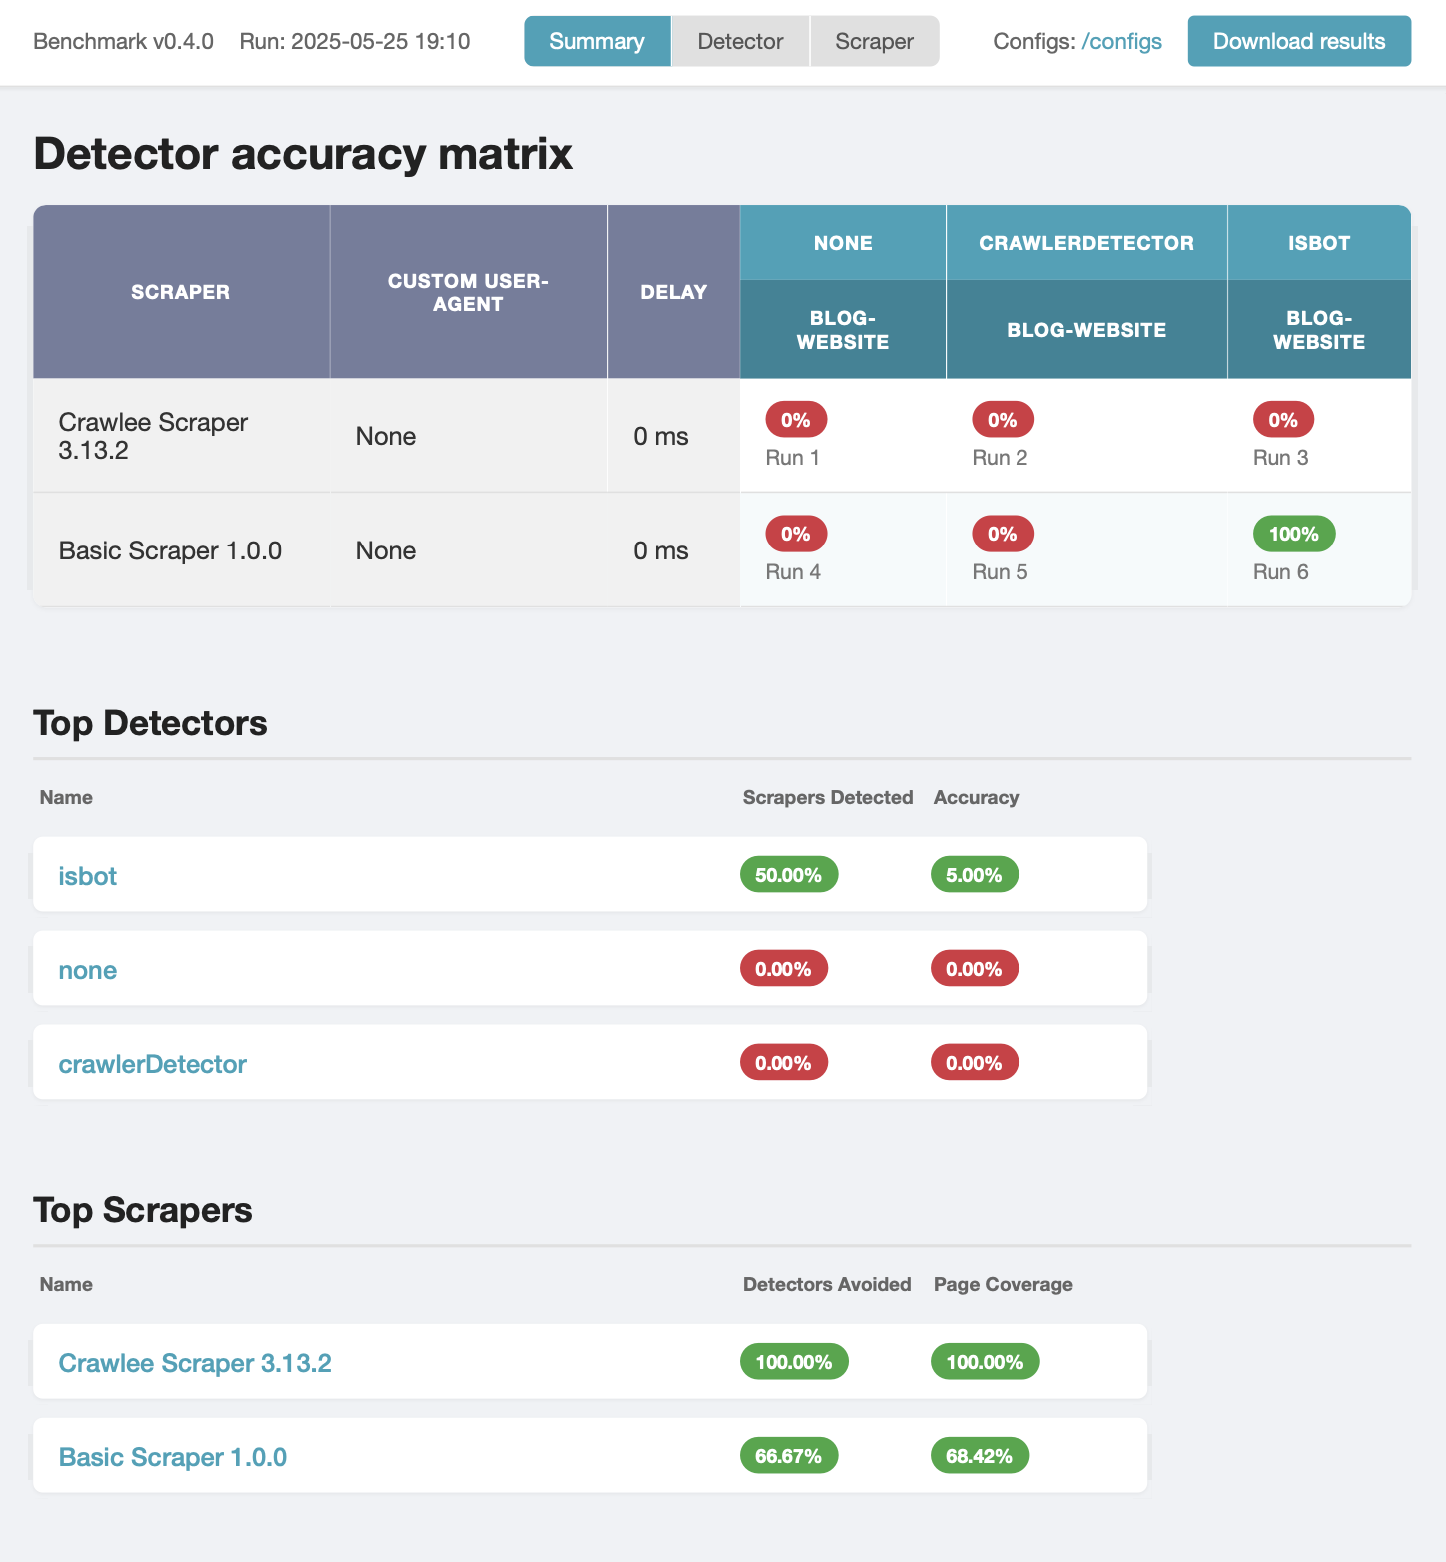 Benchmark v0.4.0 Run: 2025-05-25 19:10 Summary Detector Scraper Configs: /configs Download results
Detector accuracy matrix
SCRAPER
CUSTOM USER-
AGENT
DELAY
NONE
CRAWLERDETECTOR
ISBOT
BLOG-
WEBSITE
BLOG-WEBSITE
BLOG-
WEBSITE
Crawlee Scraper
3.13.2
None
0 ms
0%
Run 1
0%
Run 2
0%
Run 3
Basic Scraper 1.0.0
None
0 ms
0%
Run 4
0%
Run 5
100%
Run 6
Top Detectors
Name Scrapers Detected Accuracy
isbot 50.00% 5.00%
none 0.00% 0.00%
crawlerDetector 0.00% 0.00%
Top Scrapers
Name Detectors Avoided Page Coverage
Crawlee Scraper 3.13.2 100.00% 100.00%
Basic Scraper 1.0.0 66.67% 68.42%